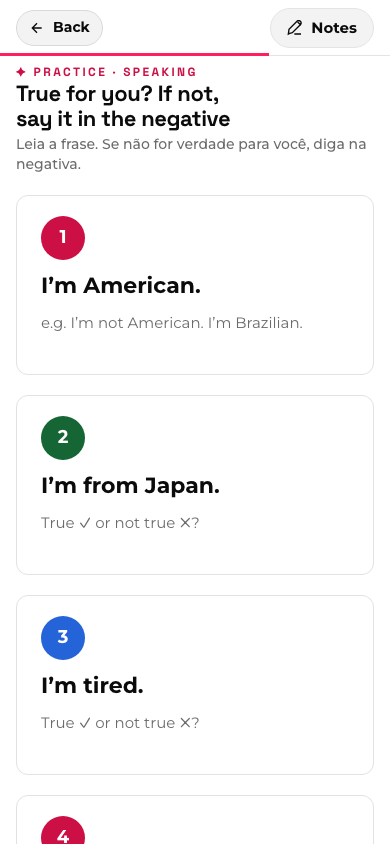 ← Back
Notes
✦ PRACTICE · SPEAKING
True for you? If not,
say it in the negative
Leia a frase. Se não for verdade para você, diga na
negativa.
1
I’m American.
e.g. I’m not American. I’m Brazilian.
2
I’m from Japan.
True ✓ or not true ✕?
3
I’m tired.
True ✓ or not true ✕?
4